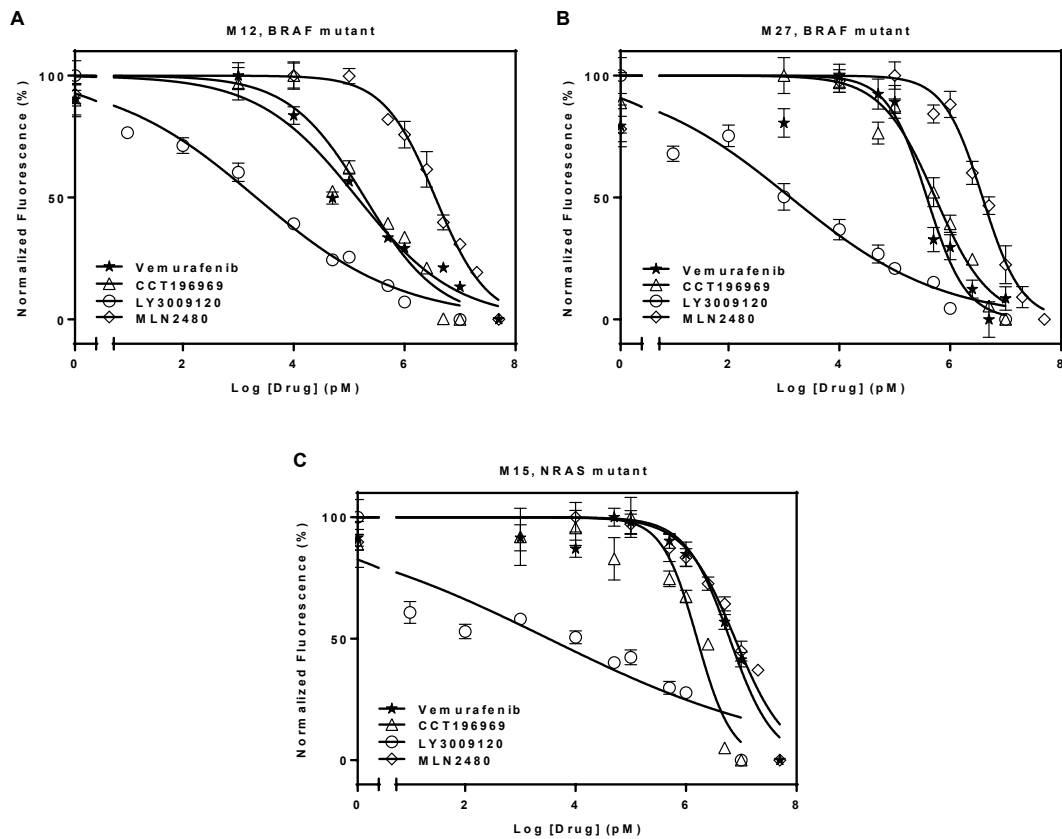 A
M12, BRAF mutant
Normalized Fluorescence (%)
100
50
0
Vemurafenib
CCT196969
LY3009120
MLN2480
0 2 4 6 8
Log [Drug] (pM)
B
M27, BRAF mutant
Normalized Fluorescence (%)
100
50
0
Vemurafenib
CCT196969
LY3009120
MLN2480
0 2 4 6 8
Log [Drug] (pM)
C
M15, NRAS mutant
Normalized Fluorescence (%)
100
50
0
Vemurafenib
CCT196969
LY3009120
MLN2480
0 2 4 6 8
Log [Drug] (pM)